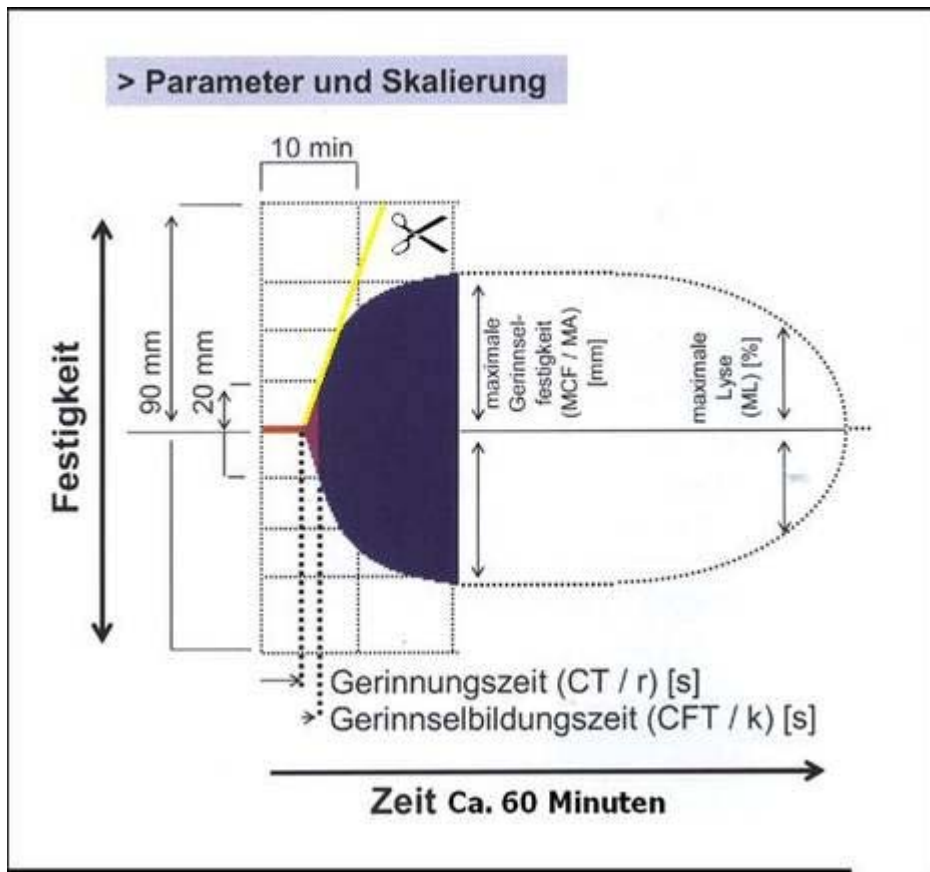 > Parameter und Skalierung
10 min
Festigkeit
90 mm
20 mm
maximale
Gerinnsel-
festigkeit
(MCF / MA)
[mm]
maximale
Lyse
(ML) [%]
Gerinnungszeit (CT / r) [s]
Gerinnselbildungszeit (CFT / k) [s]
Zeit Ca. 60 Minuten